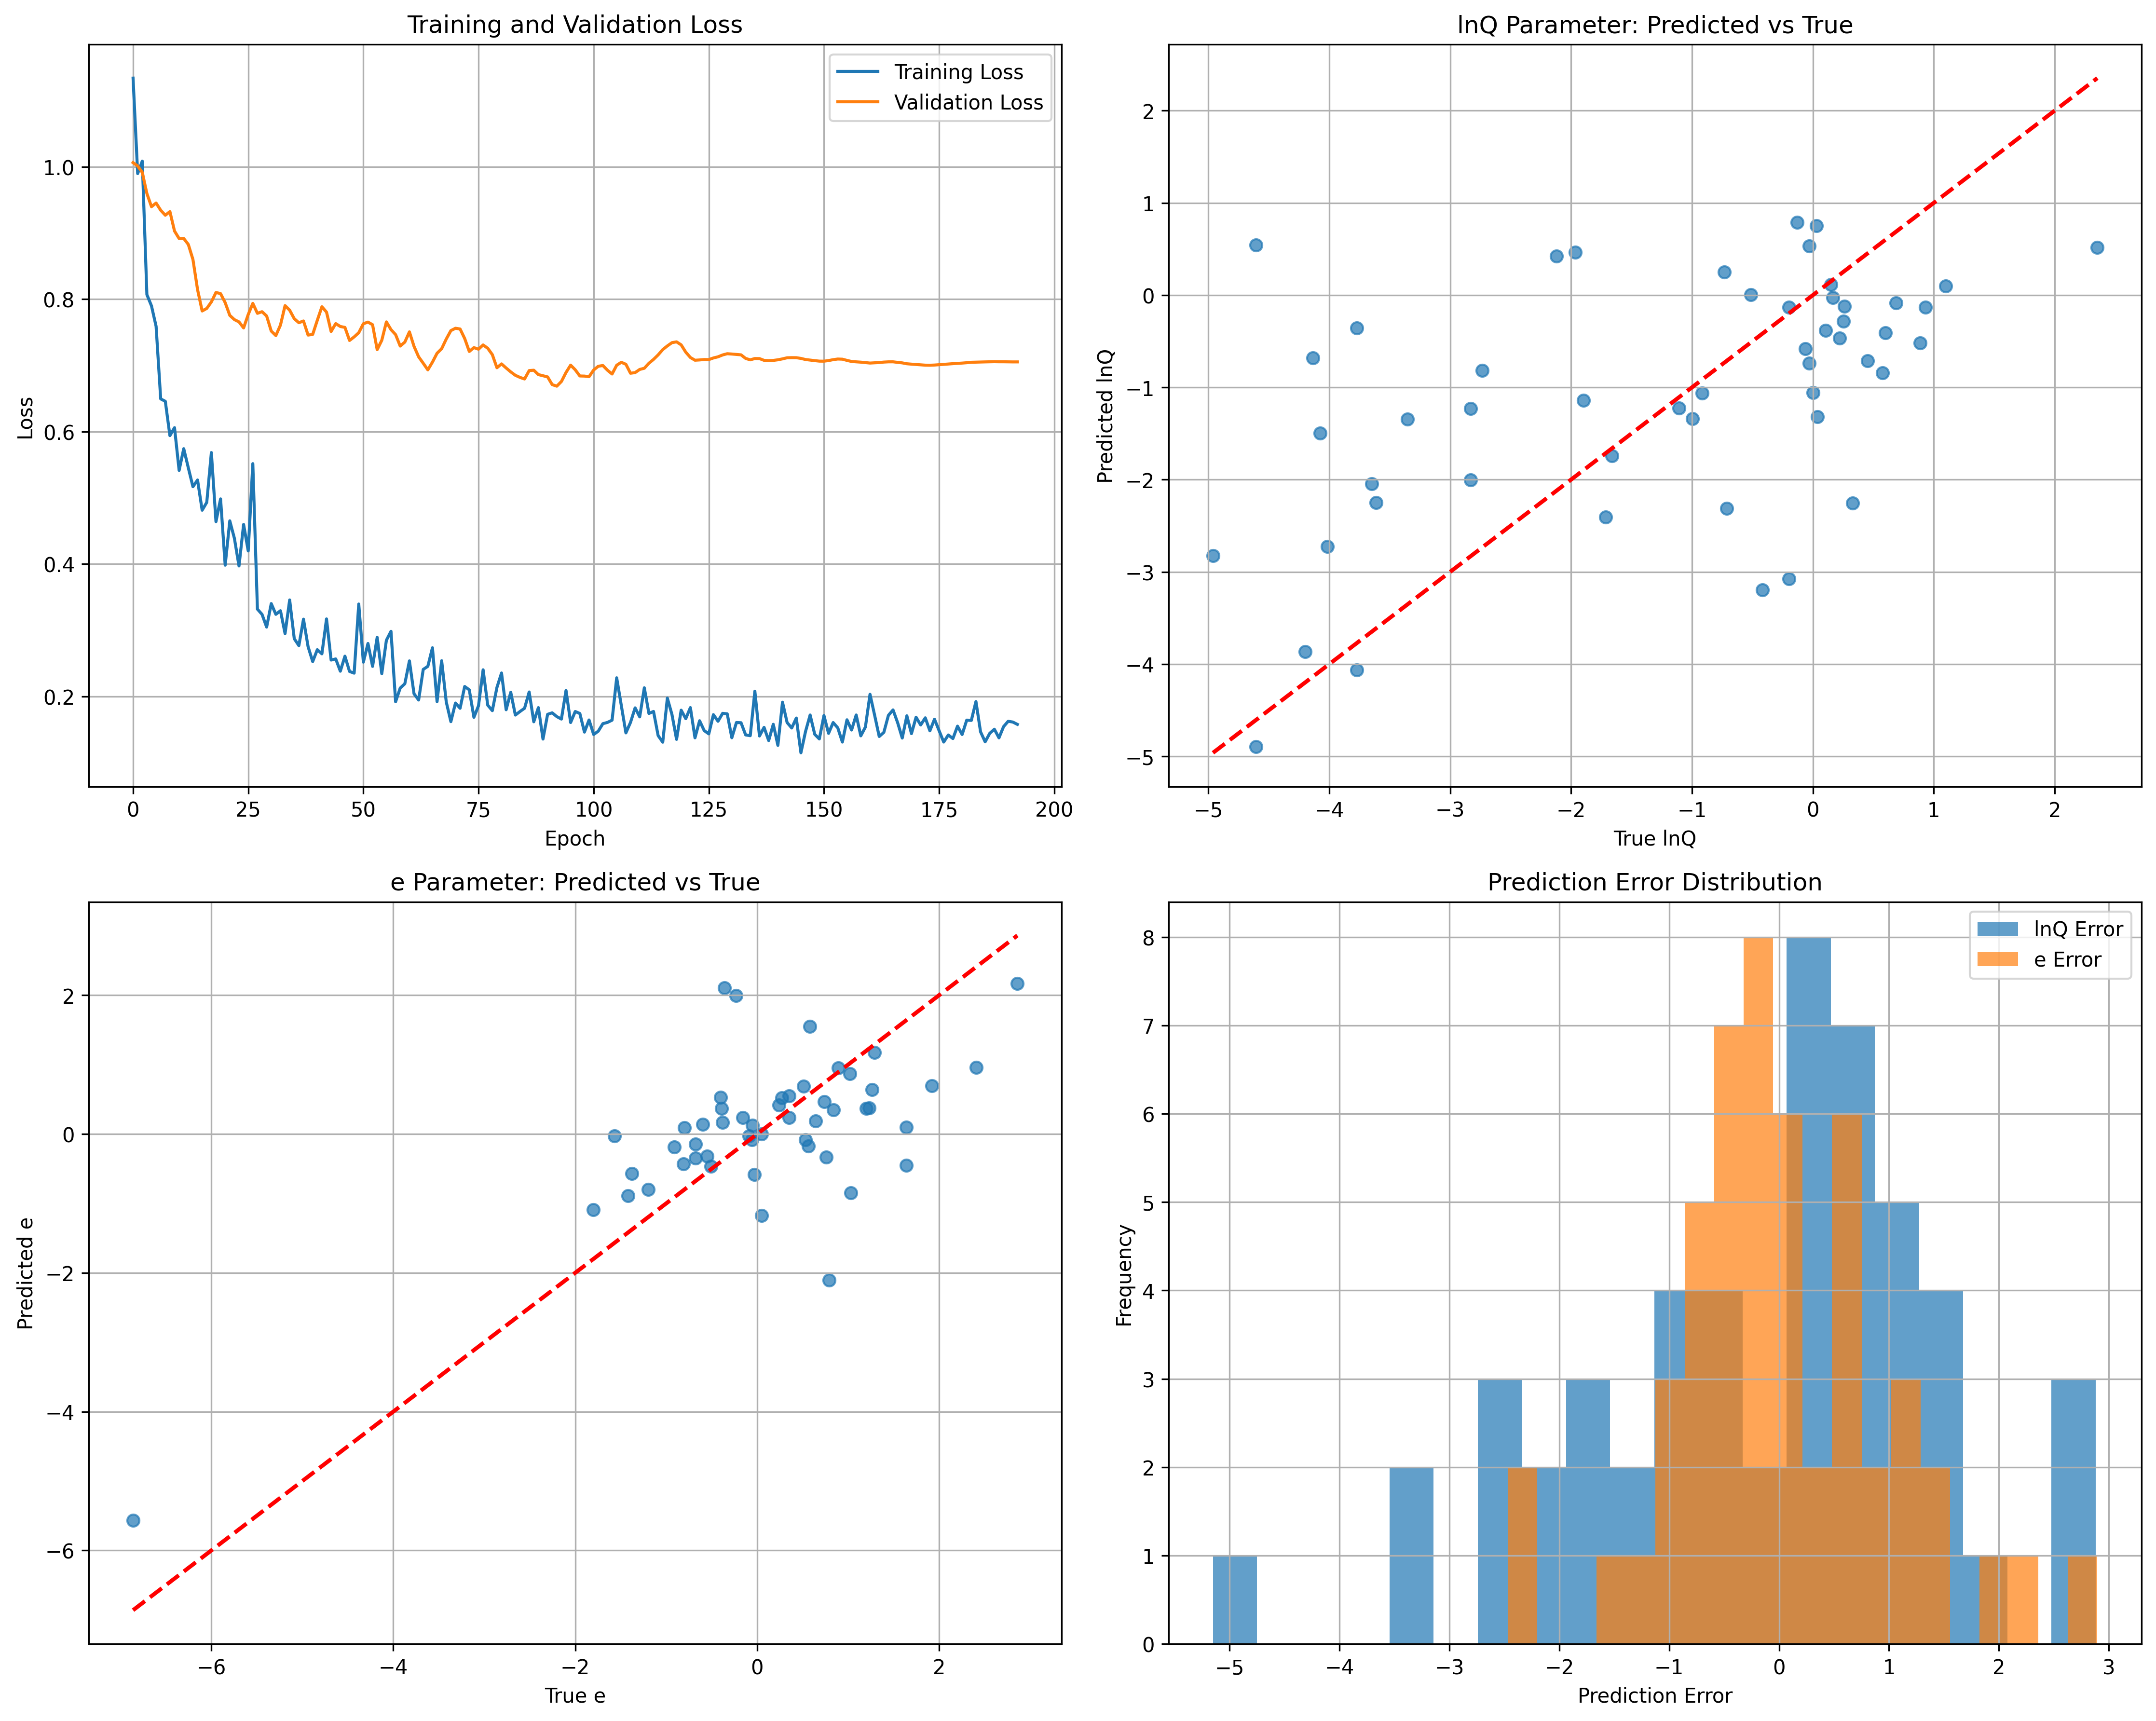 Training and Validation Loss
Training Loss
Validation Loss
1.0
0.8
0.6
0.4
0.2
Loss
0 25 50 75 100 125 150 175 200
Epoch
lnQ Parameter: Predicted vs True
2
1
0
−1
−2
−3
−4
−5
Predicted lnQ
−5 −4 −3 −2 −1 0 1 2
True lnQ
e Parameter: Predicted vs True
2
0
−2
−4
−6
Predicted e
−6 −4 −2 0 2
True e
Prediction Error Distribution
lnQ Error
e Error
8
7
6
5
4
3
2
1
0
Frequency
−5 −4 −3 −2 −1 0 1 2 3
Prediction Error